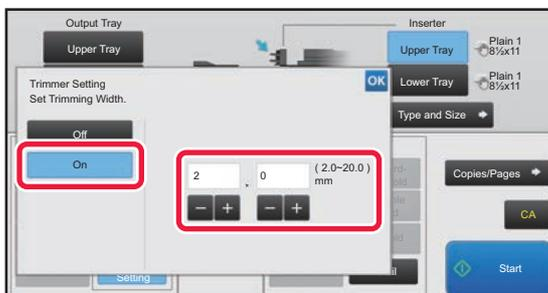 Output Tray
Inserter
Upper Tray
Upper Tray
Plain 1
8½x11
Lower Tray
Plain 1
8½x11
Trimmer Setting
Set Trimming Width.
OK
Type and Size
Off
On
2 . 0 ( 2.0~20.0 )
mm
− + − +
Copies/Pages
CA
Setting
Start